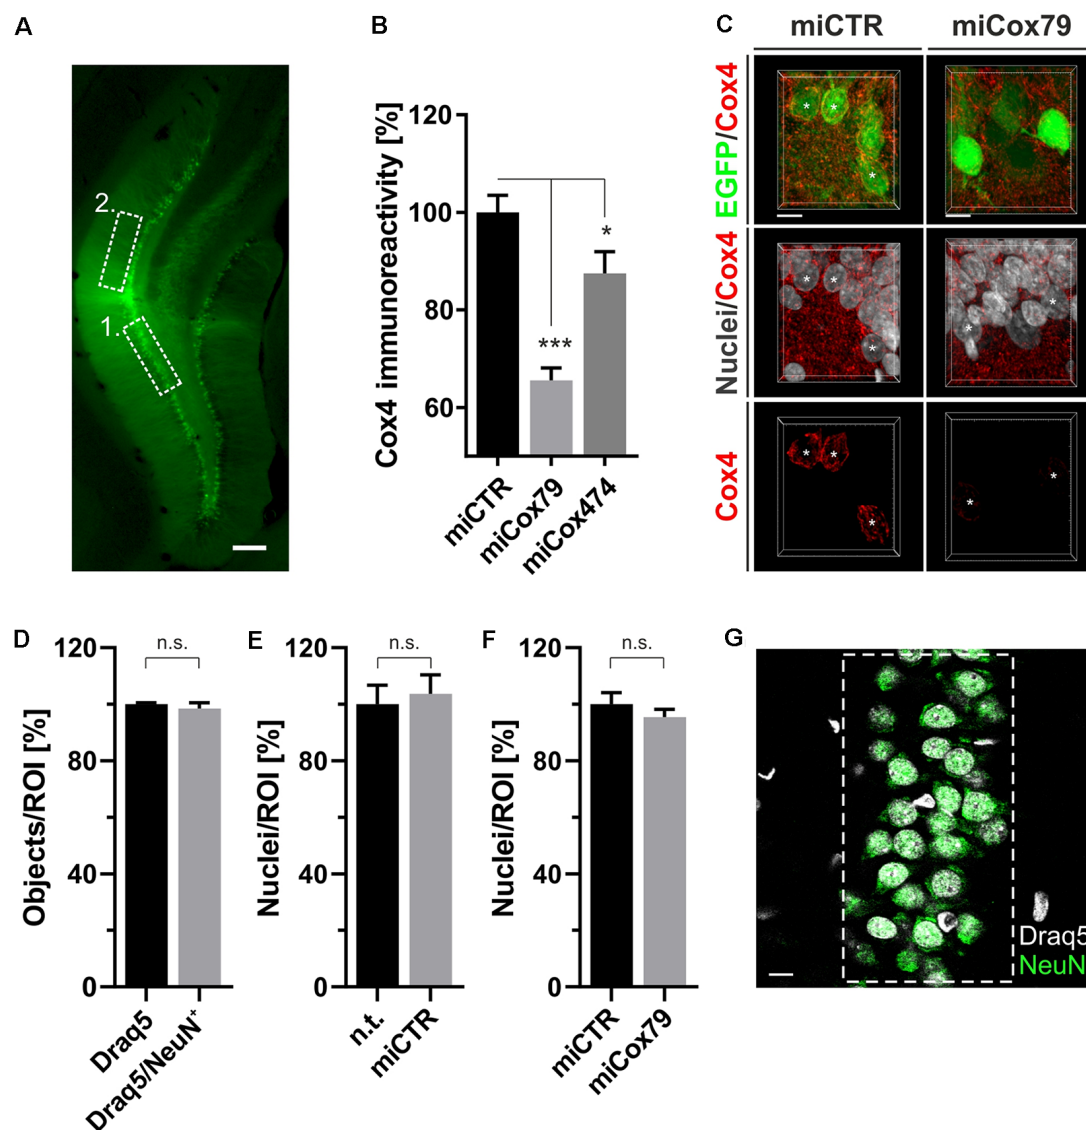 A
2.
1.
B
Cox4 immunoreactivity [%]
120
100
80
60
***
*
miCTR
miCox79
miCox474
C
miCTR
miCox79
EGFP/Cox4
Nuclei/Cox4
Cox4
* * *
* * *
* *
* * *
* *
D
Objects/ROI [%]
120
80
40
0
n.s.
Draq5
Draq5/NeuN+
E
Nuclei/ROI [%]
120
80
40
0
n.s.
n.t.
miCTR
F
Nuclei/ROI [%]
120
80
40
0
n.s.
miCTR
miCox79
G
Draq5
NeuN